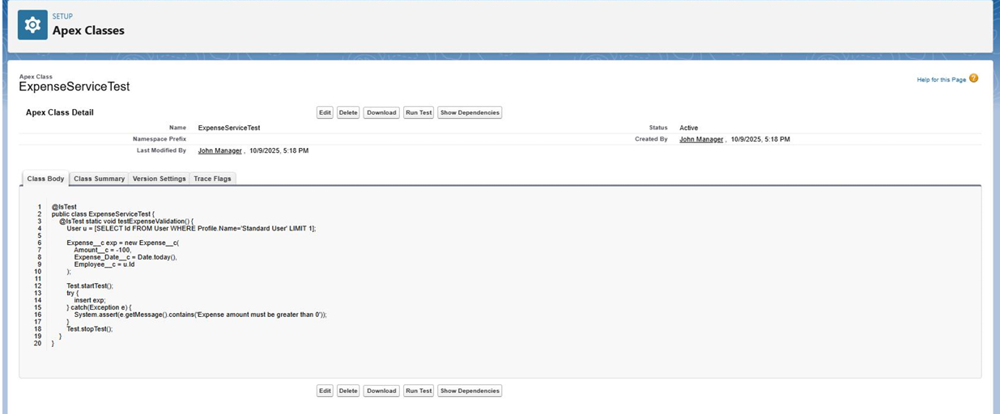 SETUP
Apex Classes
Apex Class
ExpenseServiceTest
Help for this Page ?
Apex Class Detail
Edit Delete Download Run Test Show Dependencies
Name ExpenseServiceTest Status Active
Namespace Prefix Created By John Manager , 10/9/2025, 5:18 PM
Last Modified By John Manager , 10/9/2025, 5:18 PM
Class Body Class Summary Version Settings Trace Flags
1 @IsTest
2 public class ExpenseServiceTest {
3 @IsTest static void testExpenseValidation() {
4 User u = [SELECT Id FROM User WHERE Profile.Name='Standard User' LIMIT 1];
5
6 Expense__c exp = new Expense__c(
7 Amount__c = -100,
8 Expense_Date__c = Date.today(),
9 Employee__c = u.Id
10 );
11
12 Test.startTest();
13 try {
14 insert exp;
15 } catch(Exception e) {
16 System.assert(e.getMessage().contains('Expense amount must be greater than 0'));
17 }
18 Test.stopTest();
19 }
20 }
Edit Delete Download Run Test Show Dependencies